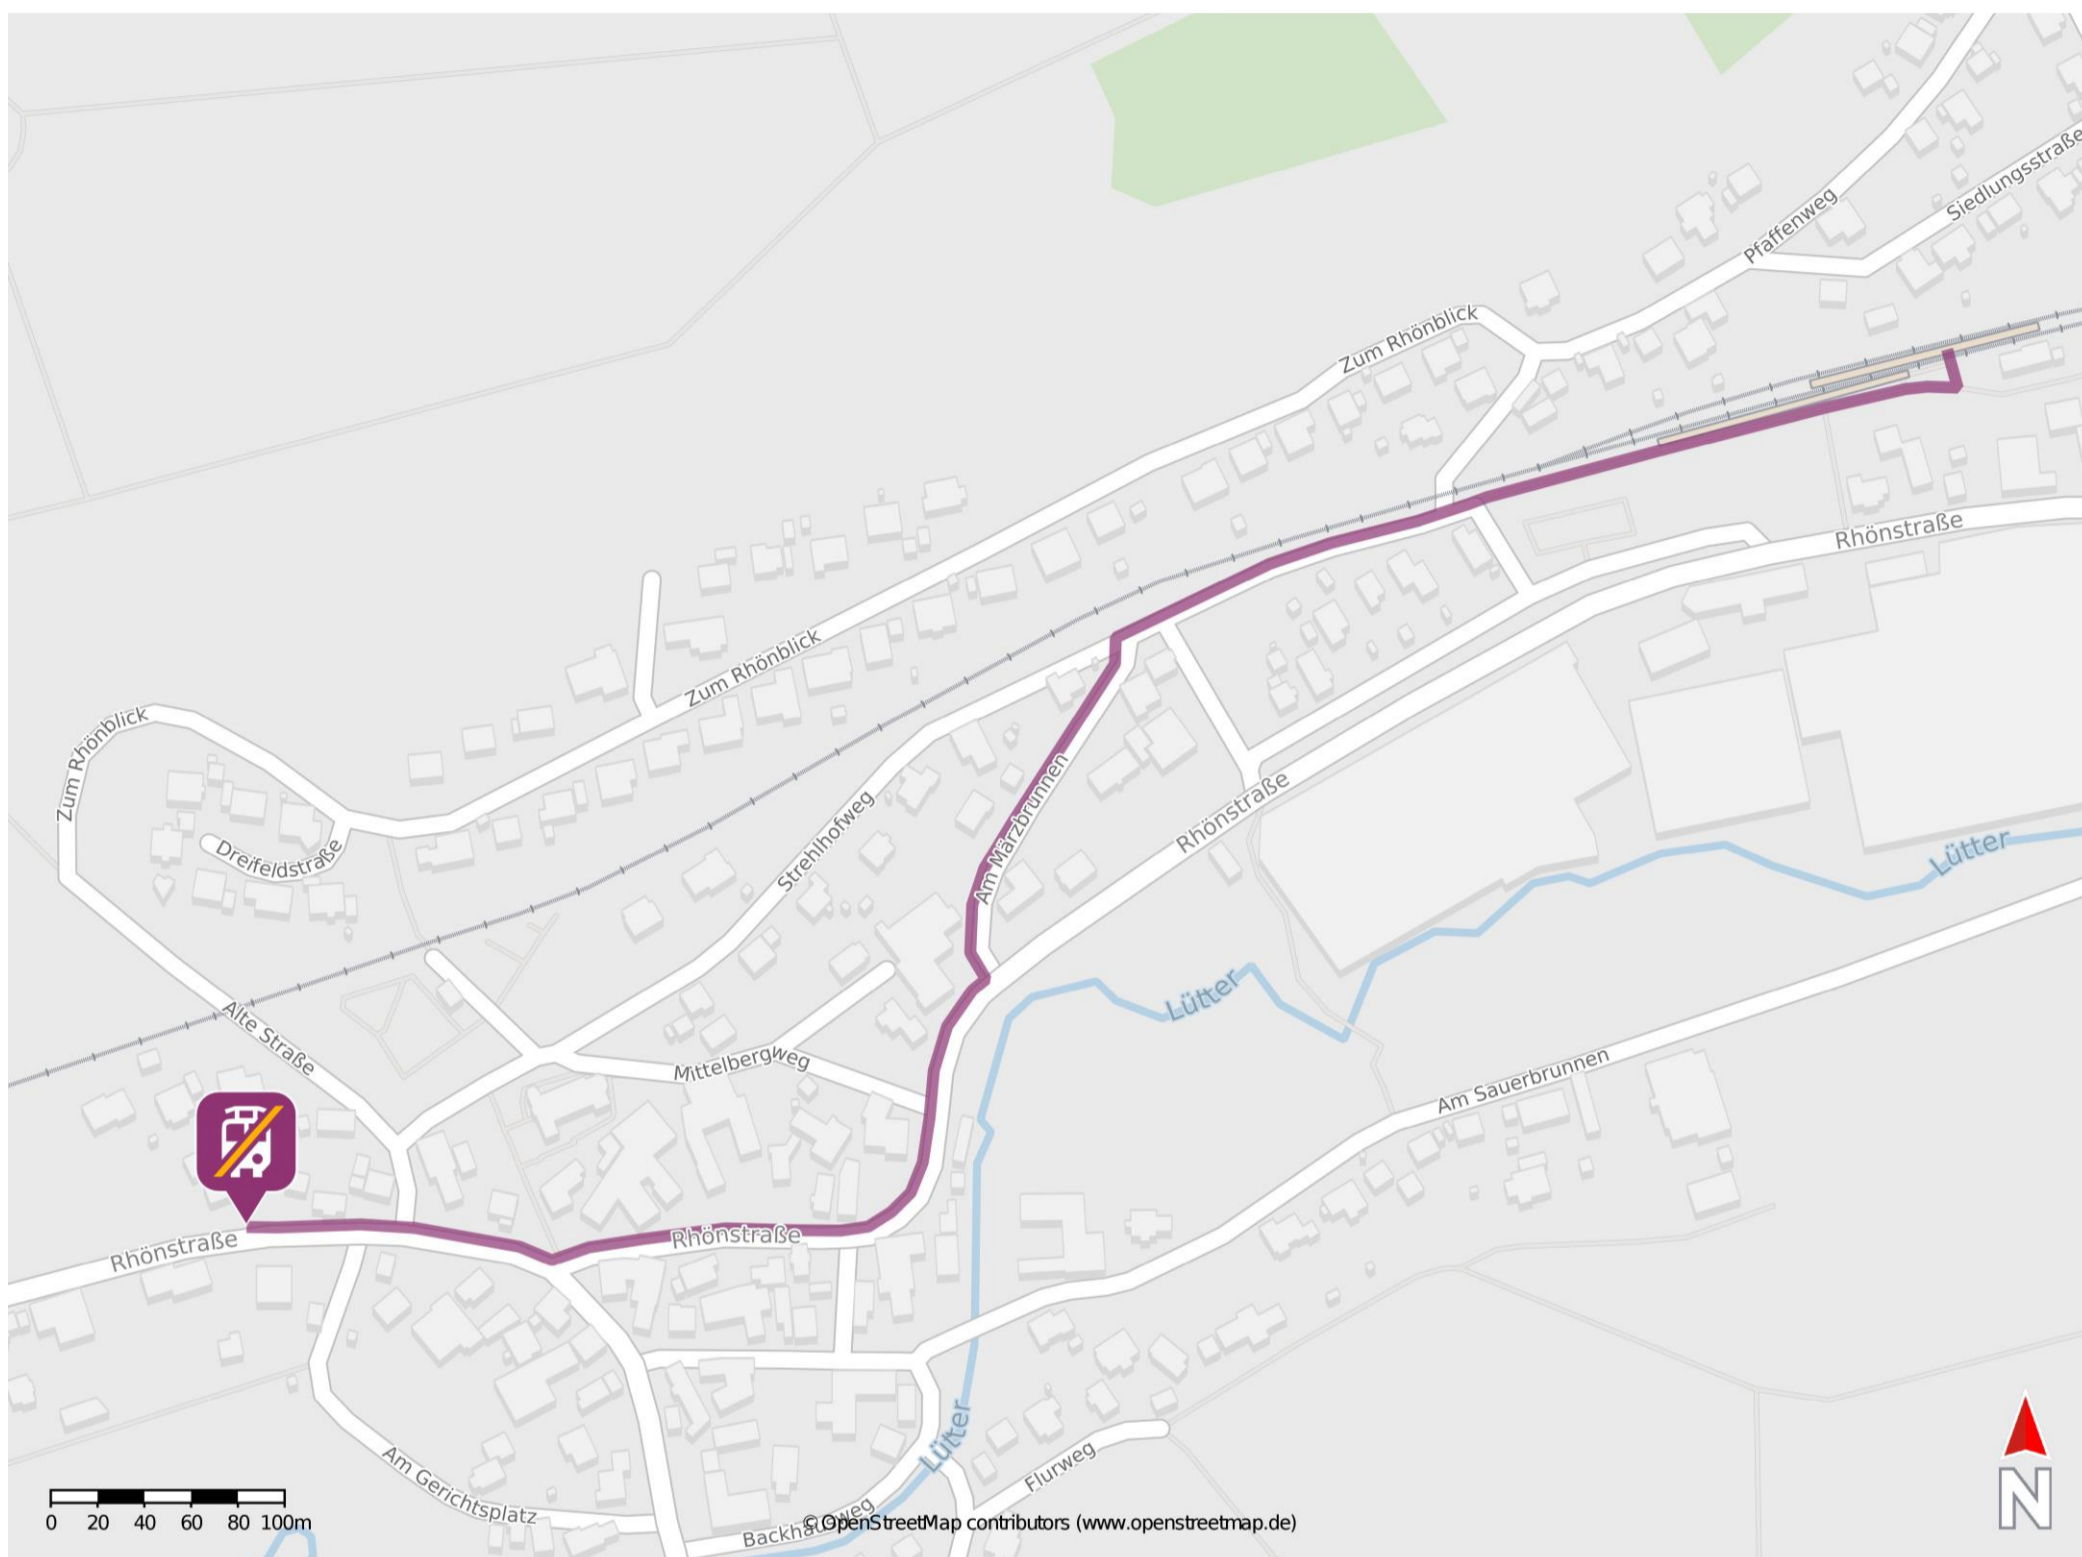 Siedlungsstraße
Pfaffenweg
Zum Rhönblick
Rhönstraße
Zum Rhönblick
Zum Rhönblick
Am Märzbrunnen
Rhönstraße
Strehlhofweg
Dreifeldstraße
Lütter
Lütter
Alte Straße
Mittelbergweg
Am Sauerbrunnen
Rhönstraße
Rhönstraße
Lütter
Flurweg
Am Gerichtsplatz
Backhausweg
N
0 20 40 60 80 100m
© OpenStreetMap contributors (www.openstreetmap.de)